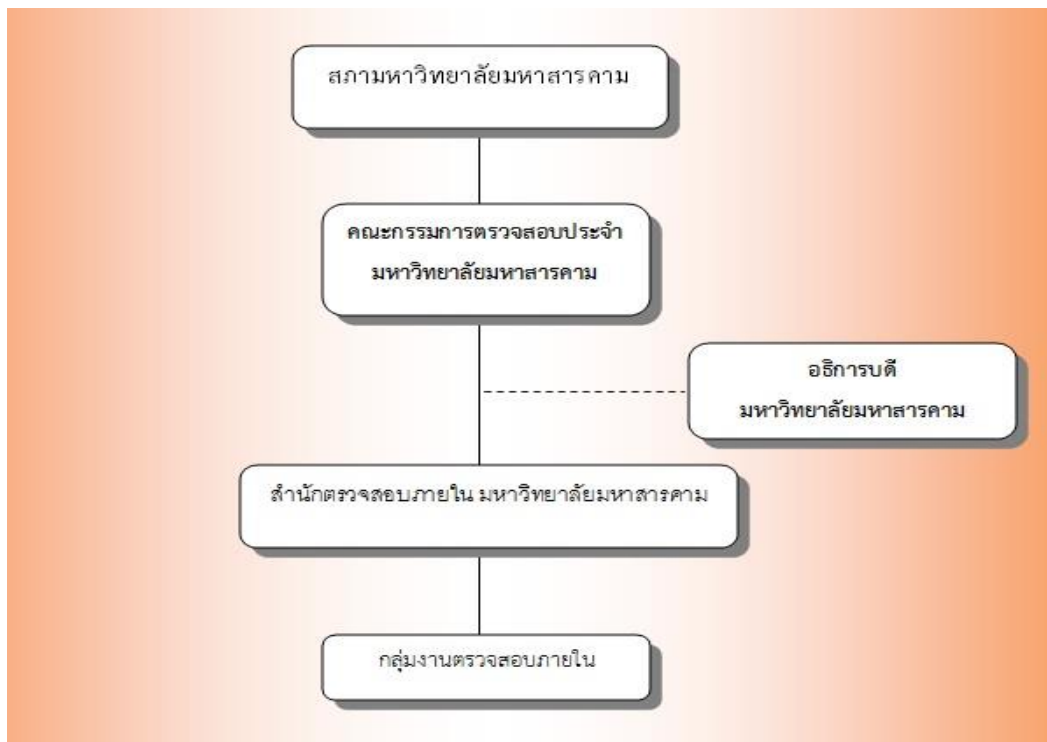 สภามหาวิทยาลัยมหาสารคาม
คณะกรรมการตรวจสอบประจำ
มหาวิทยาลัยมหาสารคาม
อธิการบดี
มหาวิทยาลัยมหาสารคาม
สำนักตรวจสอบภายใน มหาวิทยาลัยมหาสารคาม
กลุ่มงานตรวจสอบภายใน